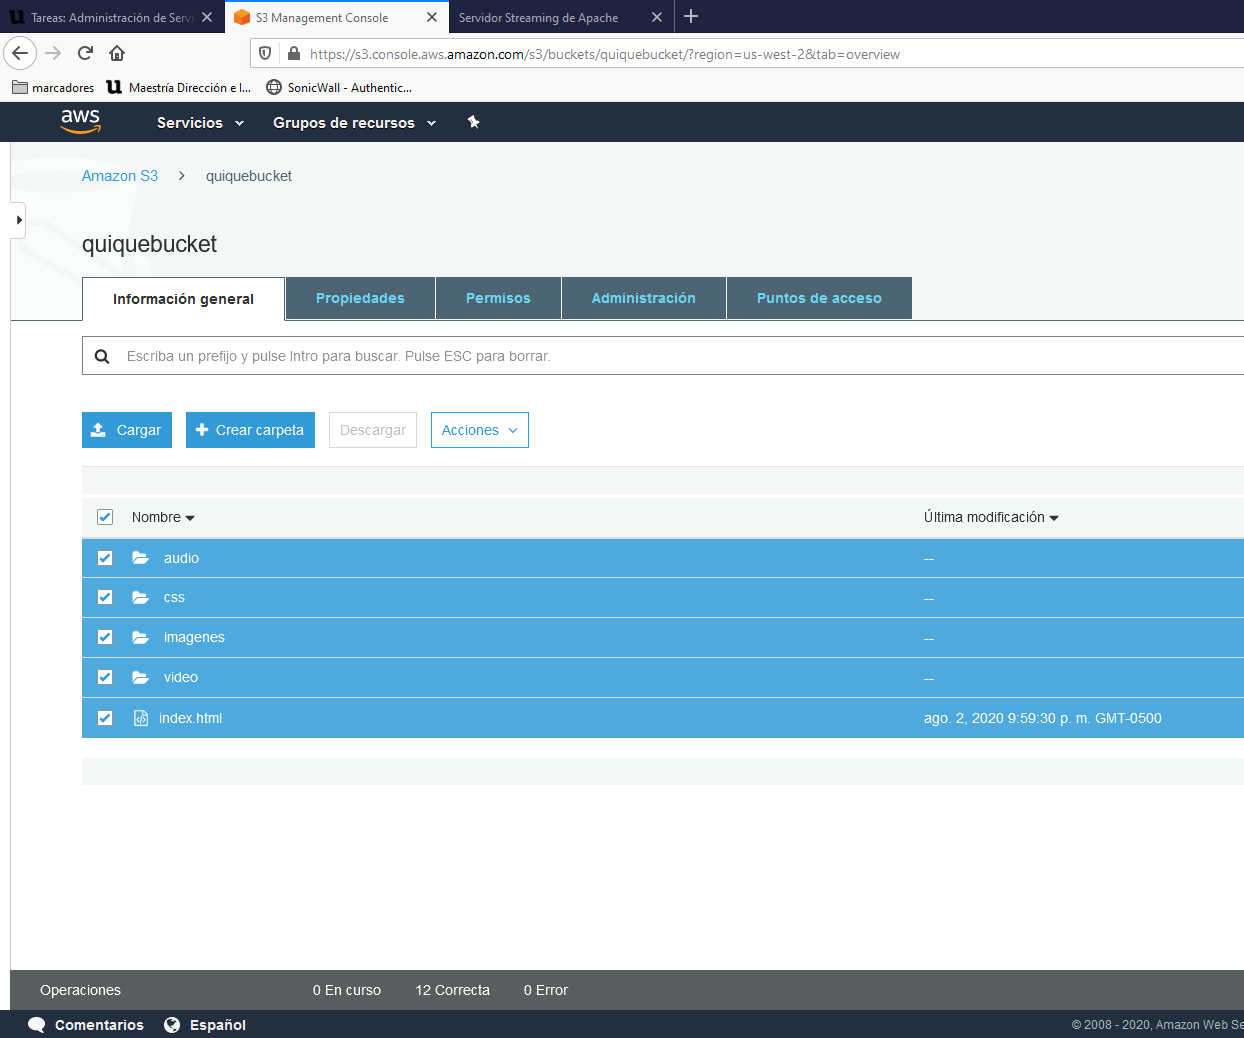 Tareas: Administración de Servi
S3 Management Console
Servidor Streaming de Apache
https://s3.console.aws.amazon.com/s3/buckets/quiquebucket/?region=us-west-2&tab=overview
marcadores
Maestría Dirección e I...
SonicWall - Authentic...
aws
Servicios
Grupos de recursos
Amazon S3
quiquebucket
quiquebucket
Información general
Propiedades
Permisos
Administración
Puntos de acceso
Escriba un prefijo y pulse Intro para buscar. Pulse ESC para borrar.
Cargar
Crear carpeta
Descargar
Acciones
Nombre
Última modificación
audio --
css --
imagenes --
video --
index.html ago. 2, 2020 9:59:30 p. m. GMT-0500
Operaciones 0 En curso 12 Correcta 0 Error
Comentarios Español © 2008 - 2020, Amazon Web Se